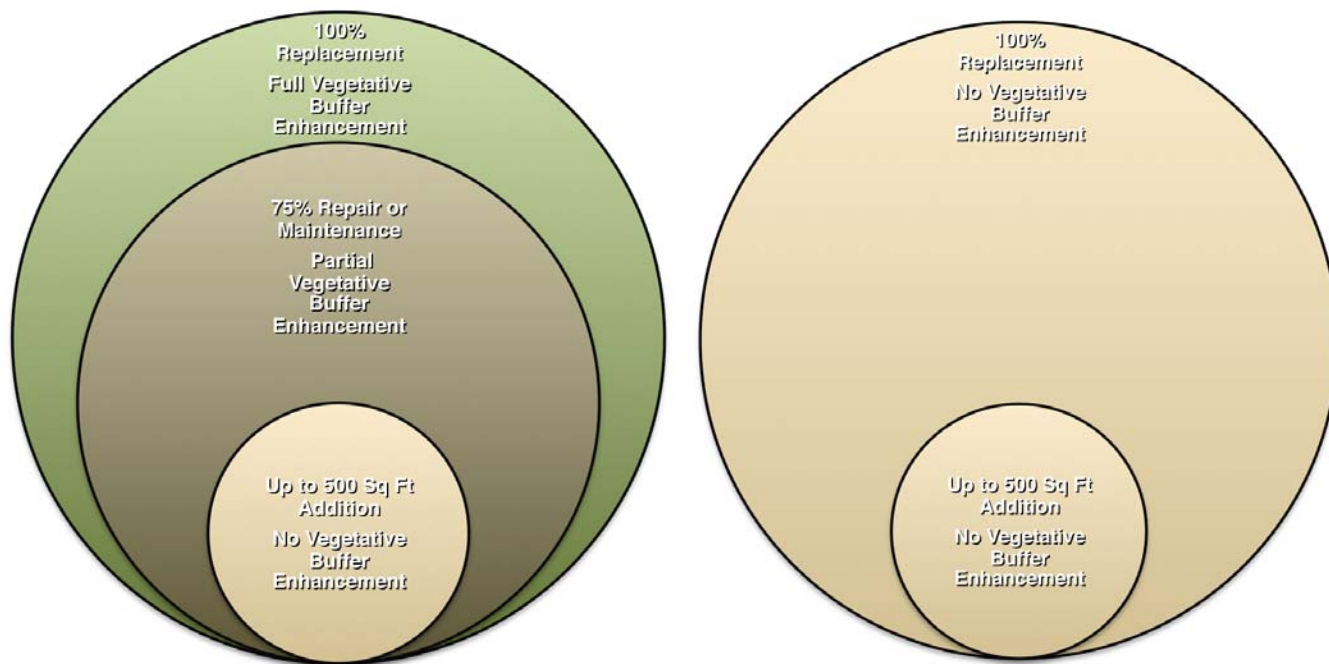 100%
Replacement
Full Vegetative
Buffer
Enhancement
75% Repair or
Maintenance
Partial
Vegetative
Buffer
Enhancement
Up to 500 Sq Ft
Addition
No Vegetative
Buffer
Enhancement
100%
Replacement
No Vegetative
Buffer
Enhancement
Up to 500 Sq Ft
Addition
No Vegetative
Buffer
Enhancement